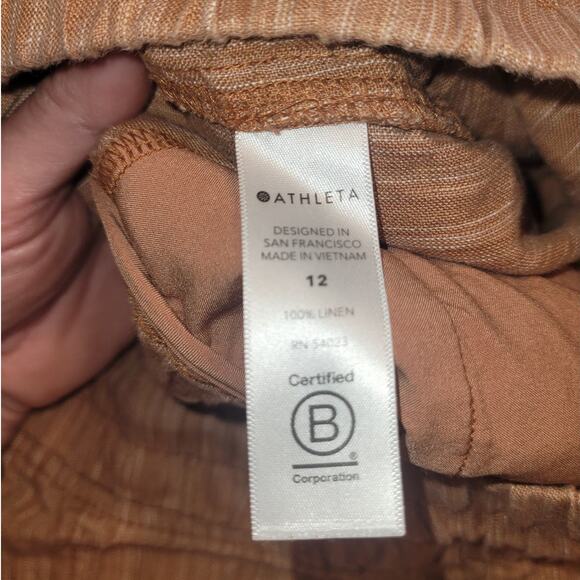 ATHLETA
DESIGNED IN
SAN FRANCISCO
MADE IN VIETNAM
12
100% LINEN
RN 54023
Certified
B
®
Corporation